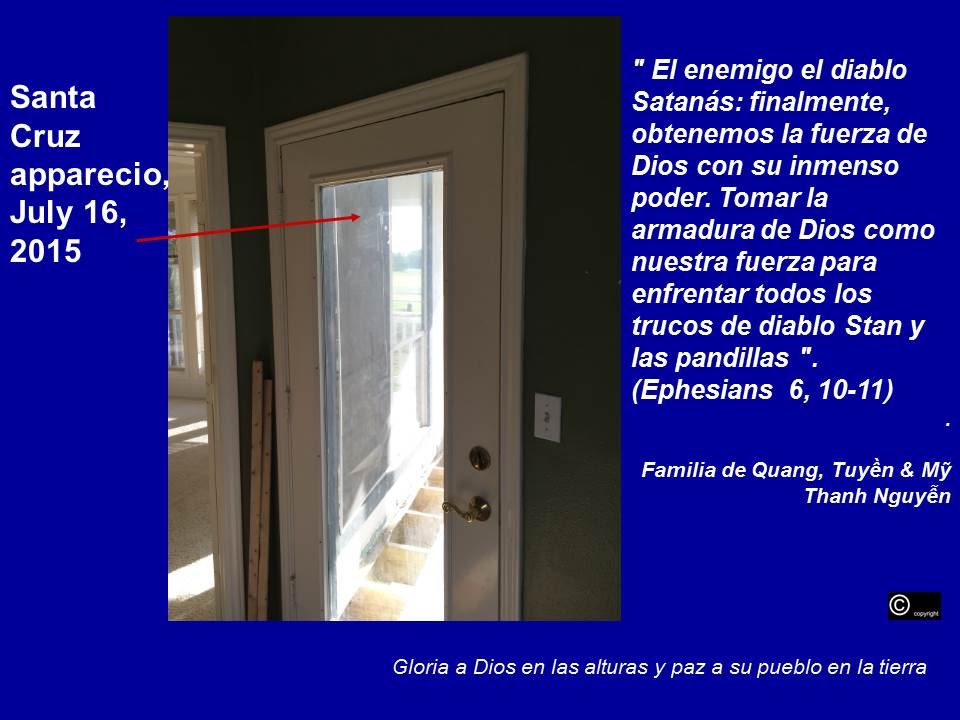 Santa
Cruz
apparecio,
July 16,
2015
" El enemigo el diablo
Satanás: finalmente,
obtenemos la fuerza de
Dios con su inmenso
poder. Tomar la
armadura de Dios como
nuestra fuerza para
enfrentar todos los
trucos de diablo Stan y
las pandillas ".
(Ephesians 6, 10-11)
.
Familia de Quang, Tuyền & Mỹ
Thanh Nguyễn
© copyright
Gloria a Dios en las alturas y paz a su pueblo en la tierra